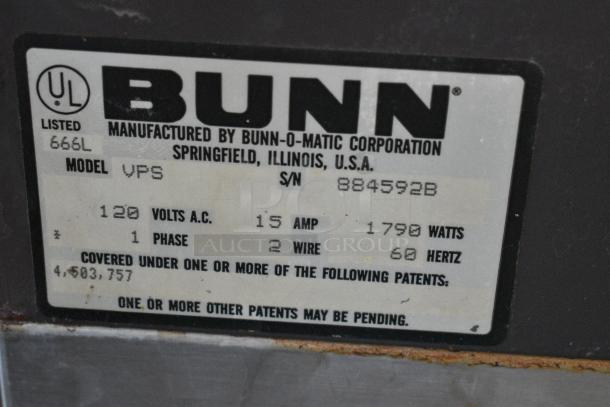 BUNN®
UL
LISTED
666L
MANUFACTURED BY BUNN-O-MATIC CORPORATION
SPRINGFIELD, ILLINOIS, U.S.A.
MODEL VPS S/N 884592B
120 VOLTS A.C. 15 AMP 1790 WATTS
* 1 PHASE 2 WIRE 60 HERTZ
AUCTION GROUP
COVERED UNDER ONE OR MORE OF THE FOLLOWING PATENTS:
4,503,757
ONE OR MORE OTHER PATENTS MAY BE PENDING.